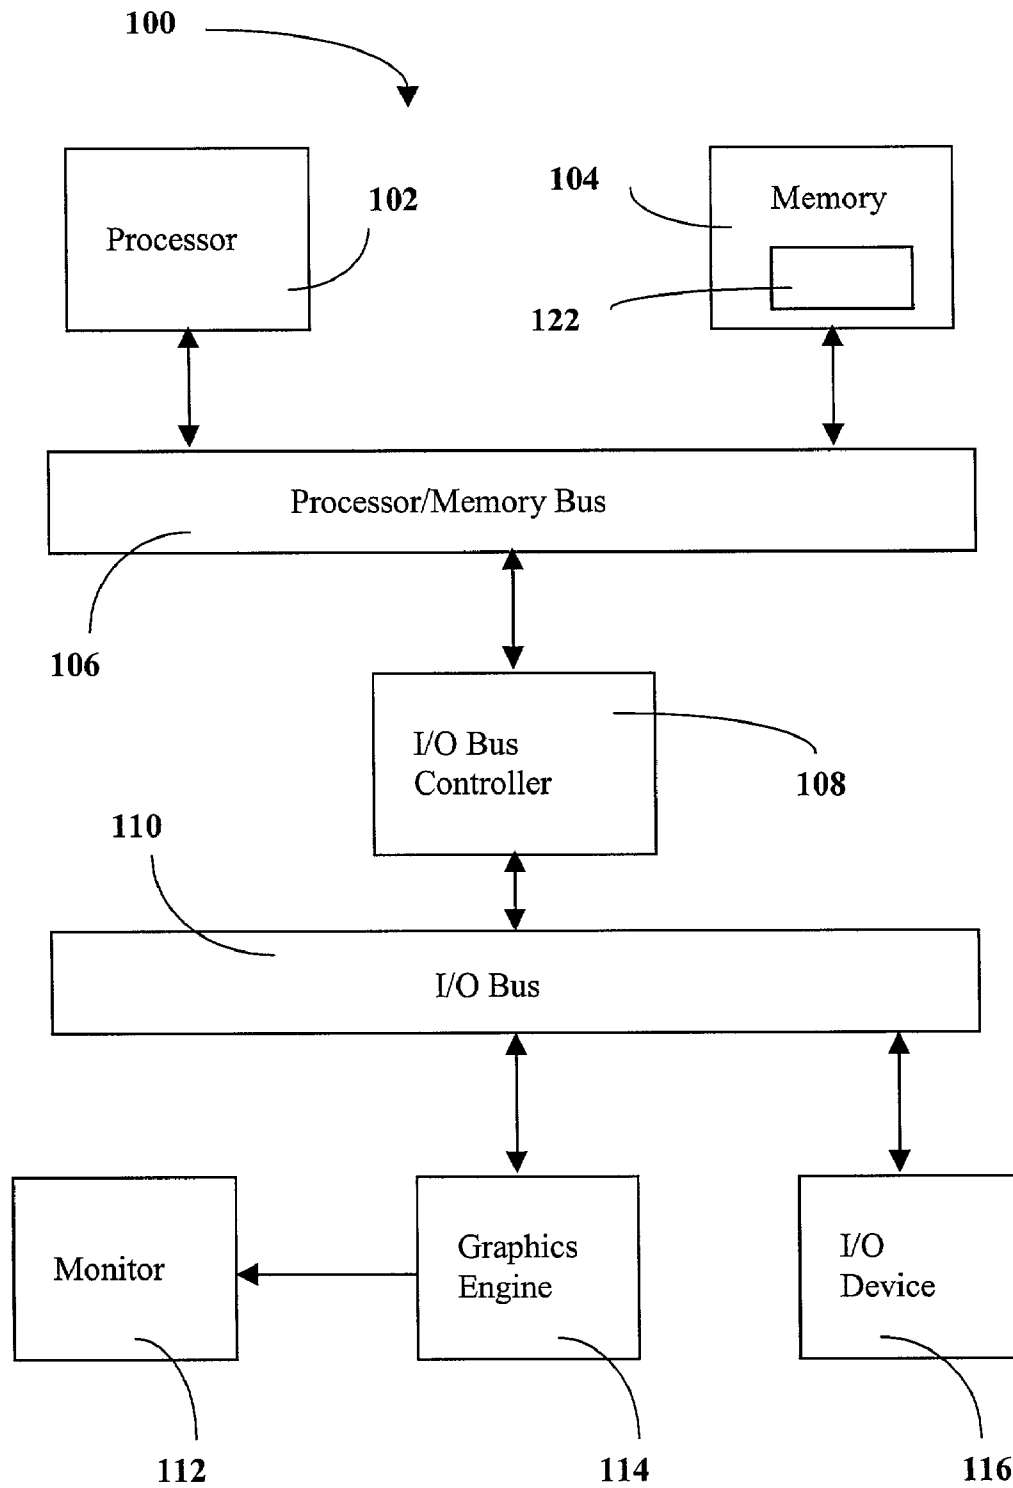 100
102
Processor
104
Memory
122
Processor/Memory Bus
106
I/O Bus
Controller
108
110
I/O Bus
Monitor
Graphics
Engine
I/O
Device
112
114
116